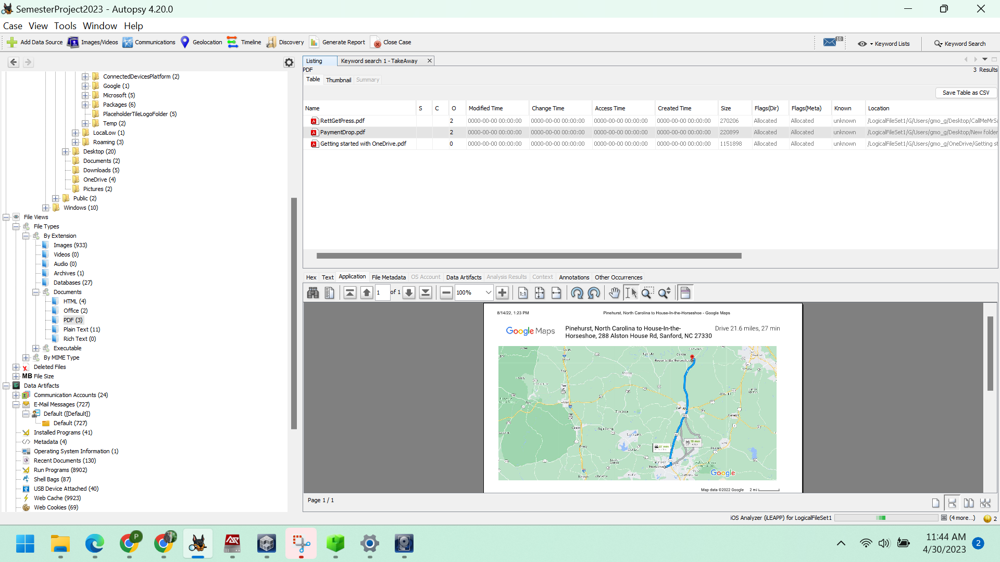 SemesterProject2023 - Autopsy 4.20.0
Case View Tools Window Help
Add Data Source Images/Videos Communications Geolocation Timeline Discovery Generate Report Close Case 10 Keyword Lists Keyword Search
ConnectedDevicesPlatform (2)
Google (1)
Microsoft (5)
Packages (6)
PlaceholderTileLogoFolder (5)
Temp (2)
LocalLow (1)
Roaming (3)
Desktop (20)
Documents (2)
Downloads (5)
OneDrive (4)
Pictures (2)
Public (2)
Windows (10)
File Views
File Types
By Extension
Images (933)
Videos (0)
Audio (0)
Archives (1)
Databases (27)
Documents
HTML (4)
Office (2)
PDF (3)
Plain Text (11)
Rich Text (0)
Executable
By MIME Type
Deleted Files
MB File Size
Data Artifacts
Communication Accounts (24)
E-Mail Messages (727)
Default ([Default])
Default (727)
Installed Programs (41)
Metadata (4)
Operating System Information (1)
Recent Documents (130)
Run Programs (8902)
Shell Bags (87)
USB Device Attached (40)
Web Cache (9923)
Web Cookies (69)
Listing Keyword search 1 - TakeAway
PDF 3 Results
Table Thumbnail Summary
Save Table as CSV
Name S C O Modified Time Change Time Access Time Created Time Size Flags(Dir) Flags(Meta) Known Location
RettGetPress.pdf 2 0000-00-00 00:00:00 0000-00-00 00:00:00 0000-00-00 00:00:00 0000-00-00 00:00:00 270206 Allocated Allocated unknown /LogicalFileSet1/G/Users/gmo_g/Desktop/CallMeMrSa
PaymentDrop.pdf 2 0000-00-00 00:00:00 0000-00-00 00:00:00 0000-00-00 00:00:00 0000-00-00 00:00:00 220899 Allocated Allocated unknown /LogicalFileSet1/G/Users/gmo_g/Desktop/New folder
Getting started with OneDrive.pdf 0 0000-00-00 00:00:00 0000-00-00 00:00:00 0000-00-00 00:00:00 0000-00-00 00:00:00 1151898 Allocated Allocated unknown /LogicalFileSet1/G/Users/gmo_g/OneDrive/Getting st
Hex Text Application File Metadata OS Account Data Artifacts Analysis Results Context Annotations Other Occurrences
1 of 1 100% 1:1
8/14/22, 1:23 PM Pinehurst, North Carolina to House-In-the-Horseshoe - Google Maps
Google Maps Pinehurst, North Carolina to House-In-the- Drive 21.6 miles, 27 min
Horseshoe, 288 Alston House Rd, Sanford, NC 27330
House-In-the-Horseshoe
27 min
30 min
Pinehurst
Google
Map data ©2022 Google 2 mi
Page 1 / 1
iOS Analyzer (iLEAPP) for LogicalFileSet1 (4 more...) 2
P
11:44 AM
4/30/2023 2